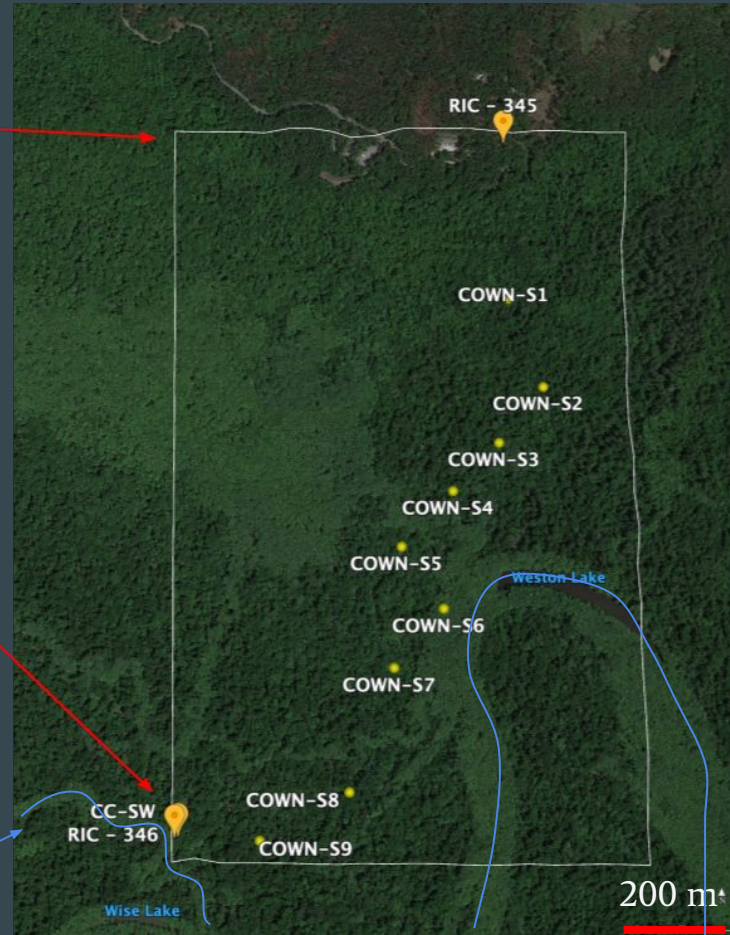 RIC - 345
COWN-S1
COWN-S2
COWN-S3
COWN-S4
COWN-S5
Weston Lake
COWN-S6
COWN-S7
COWN-S8
CC-SW
RIC - 346
COWN-S9
200 m
Wise Lake